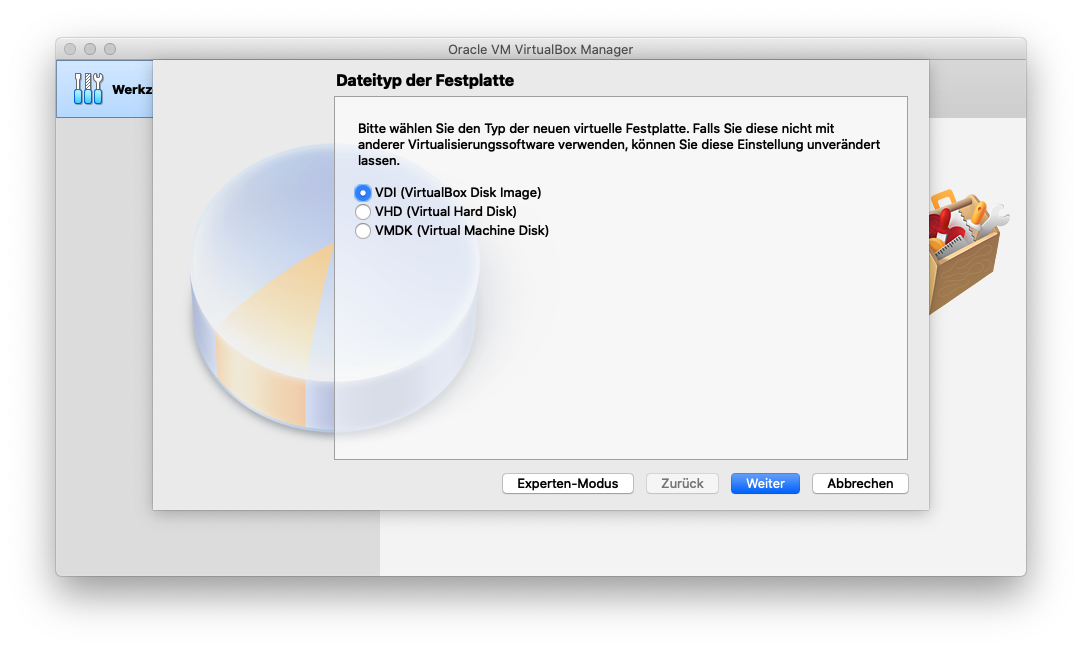 Oracle VM VirtualBox Manager
Werkz
Dateityp der Festplatte
Bitte wählen Sie den Typ der neuen virtuelle Festplatte. Falls Sie diese nicht mit
anderer Virtualisierungssoftware verwenden, können Sie diese Einstellung unverändert
lassen.
VDI (VirtualBox Disk Image)
VHD (Virtual Hard Disk)
VMDK (Virtual Machine Disk)
Experten-Modus Zurück Weiter Abbrechen